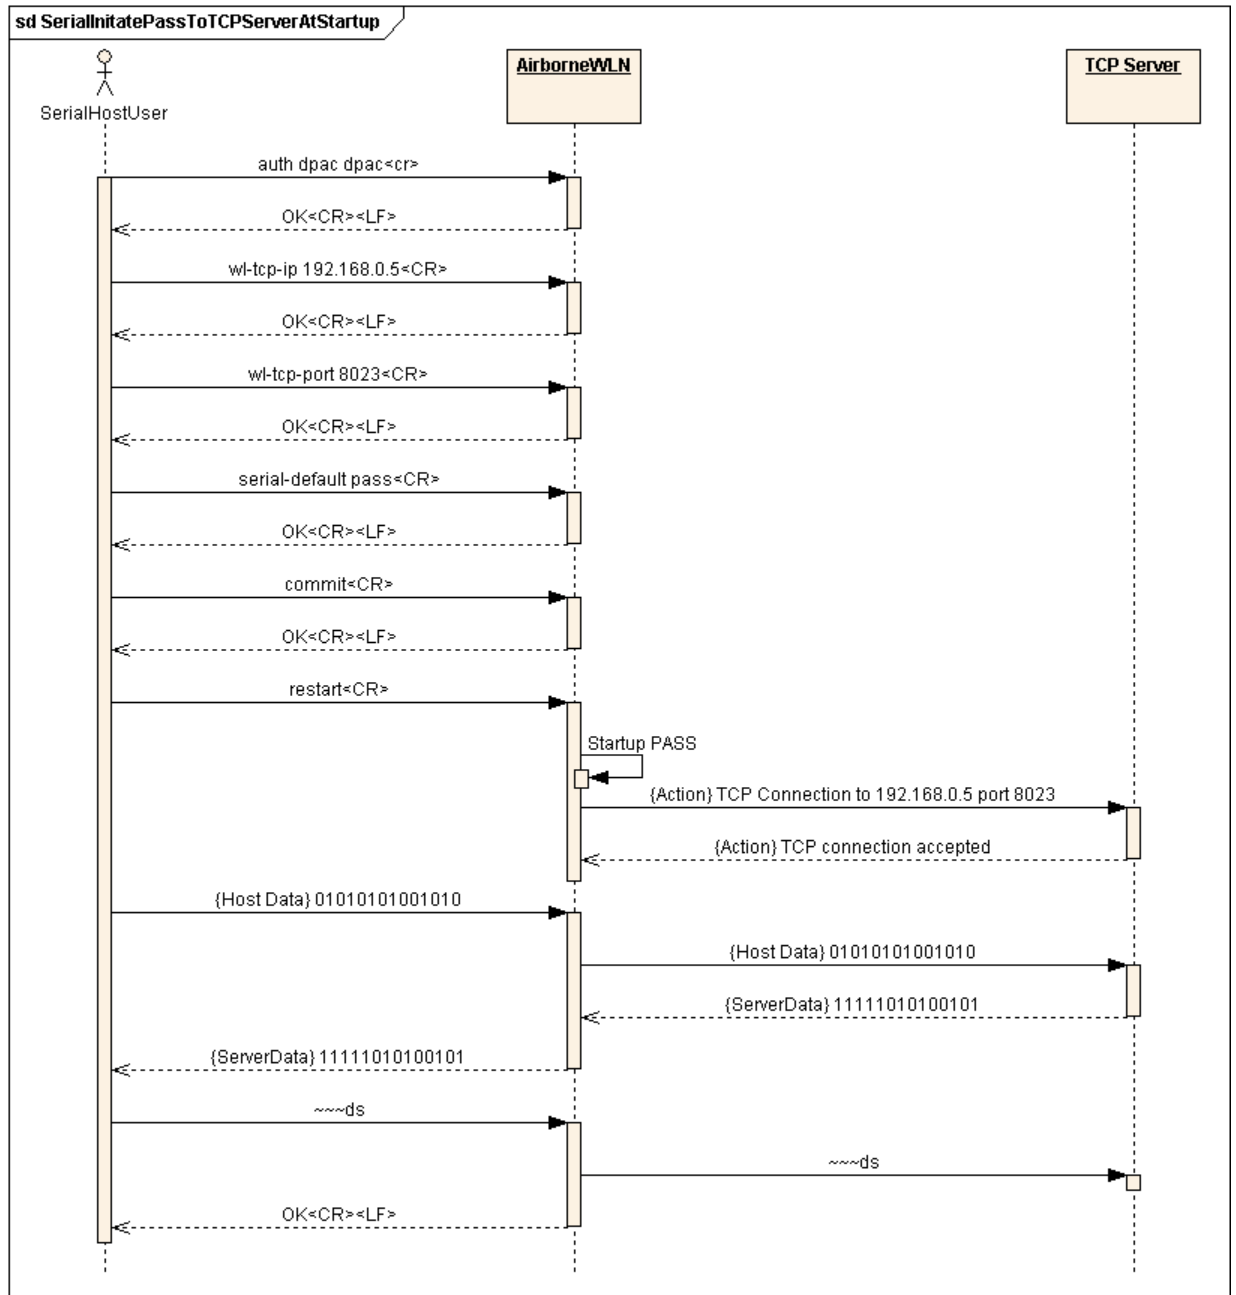 sd SerialInitatePassToTCPServerAtStartup
SerialHostUser
AirborneWLN
TCP Server
auth dpac dpac<cr>
OK<CR><LF>
wl-tcp-ip 192.168.0.5<CR>
OK<CR><LF>
wl-tcp-port 8023<CR>
OK<CR><LF>
serial-default pass<CR>
OK<CR><LF>
commit<CR>
OK<CR><LF>
restart<CR>
Startup PASS
{Action} TCP Connection to 192.168.0.5 port 8023
{Action} TCP connection accepted
{Host Data} 01010101001010
{Host Data} 01010101001010
{ServerData} 11111010100101
{ServerData} 11111010100101
~~~ds
~~~ds
OK<CR><LF>